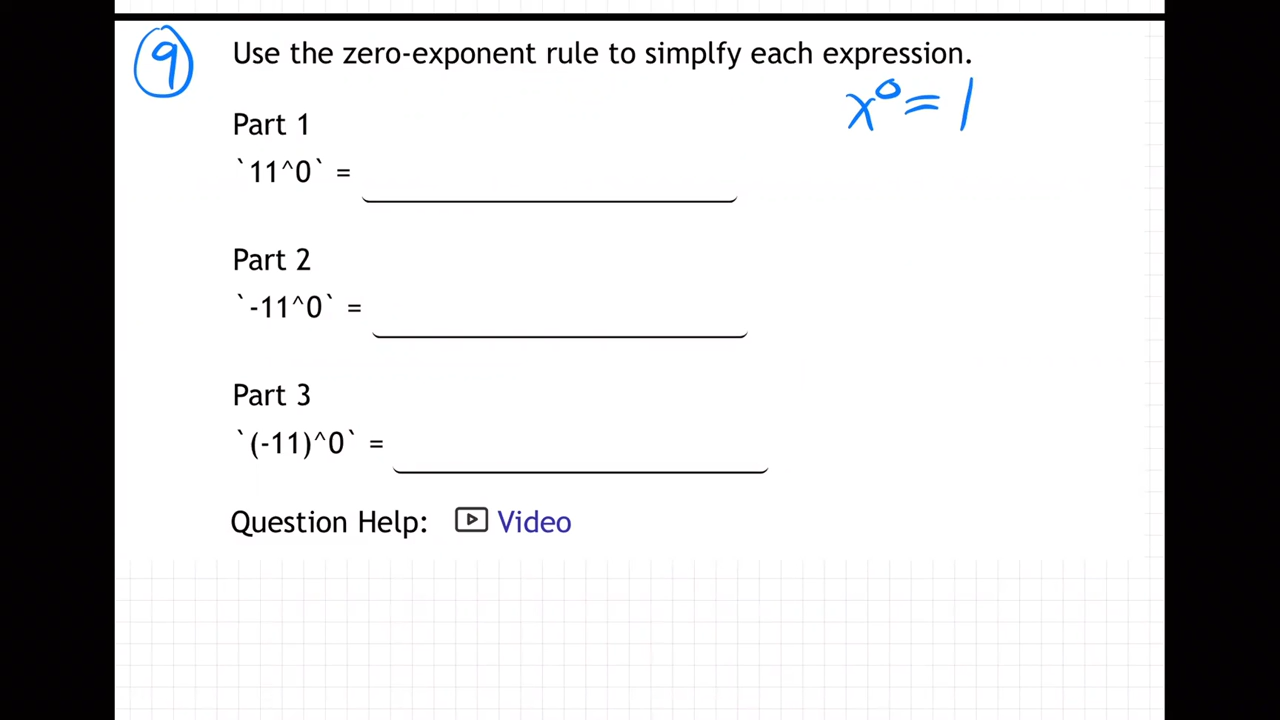 9 Use the zero-exponent rule to simplfy each expression.
x⁰ = 1
Part 1
`11^0` =
Part 2
`-11^0` =
Part 3
`(-11)^0` =
Question Help: Video